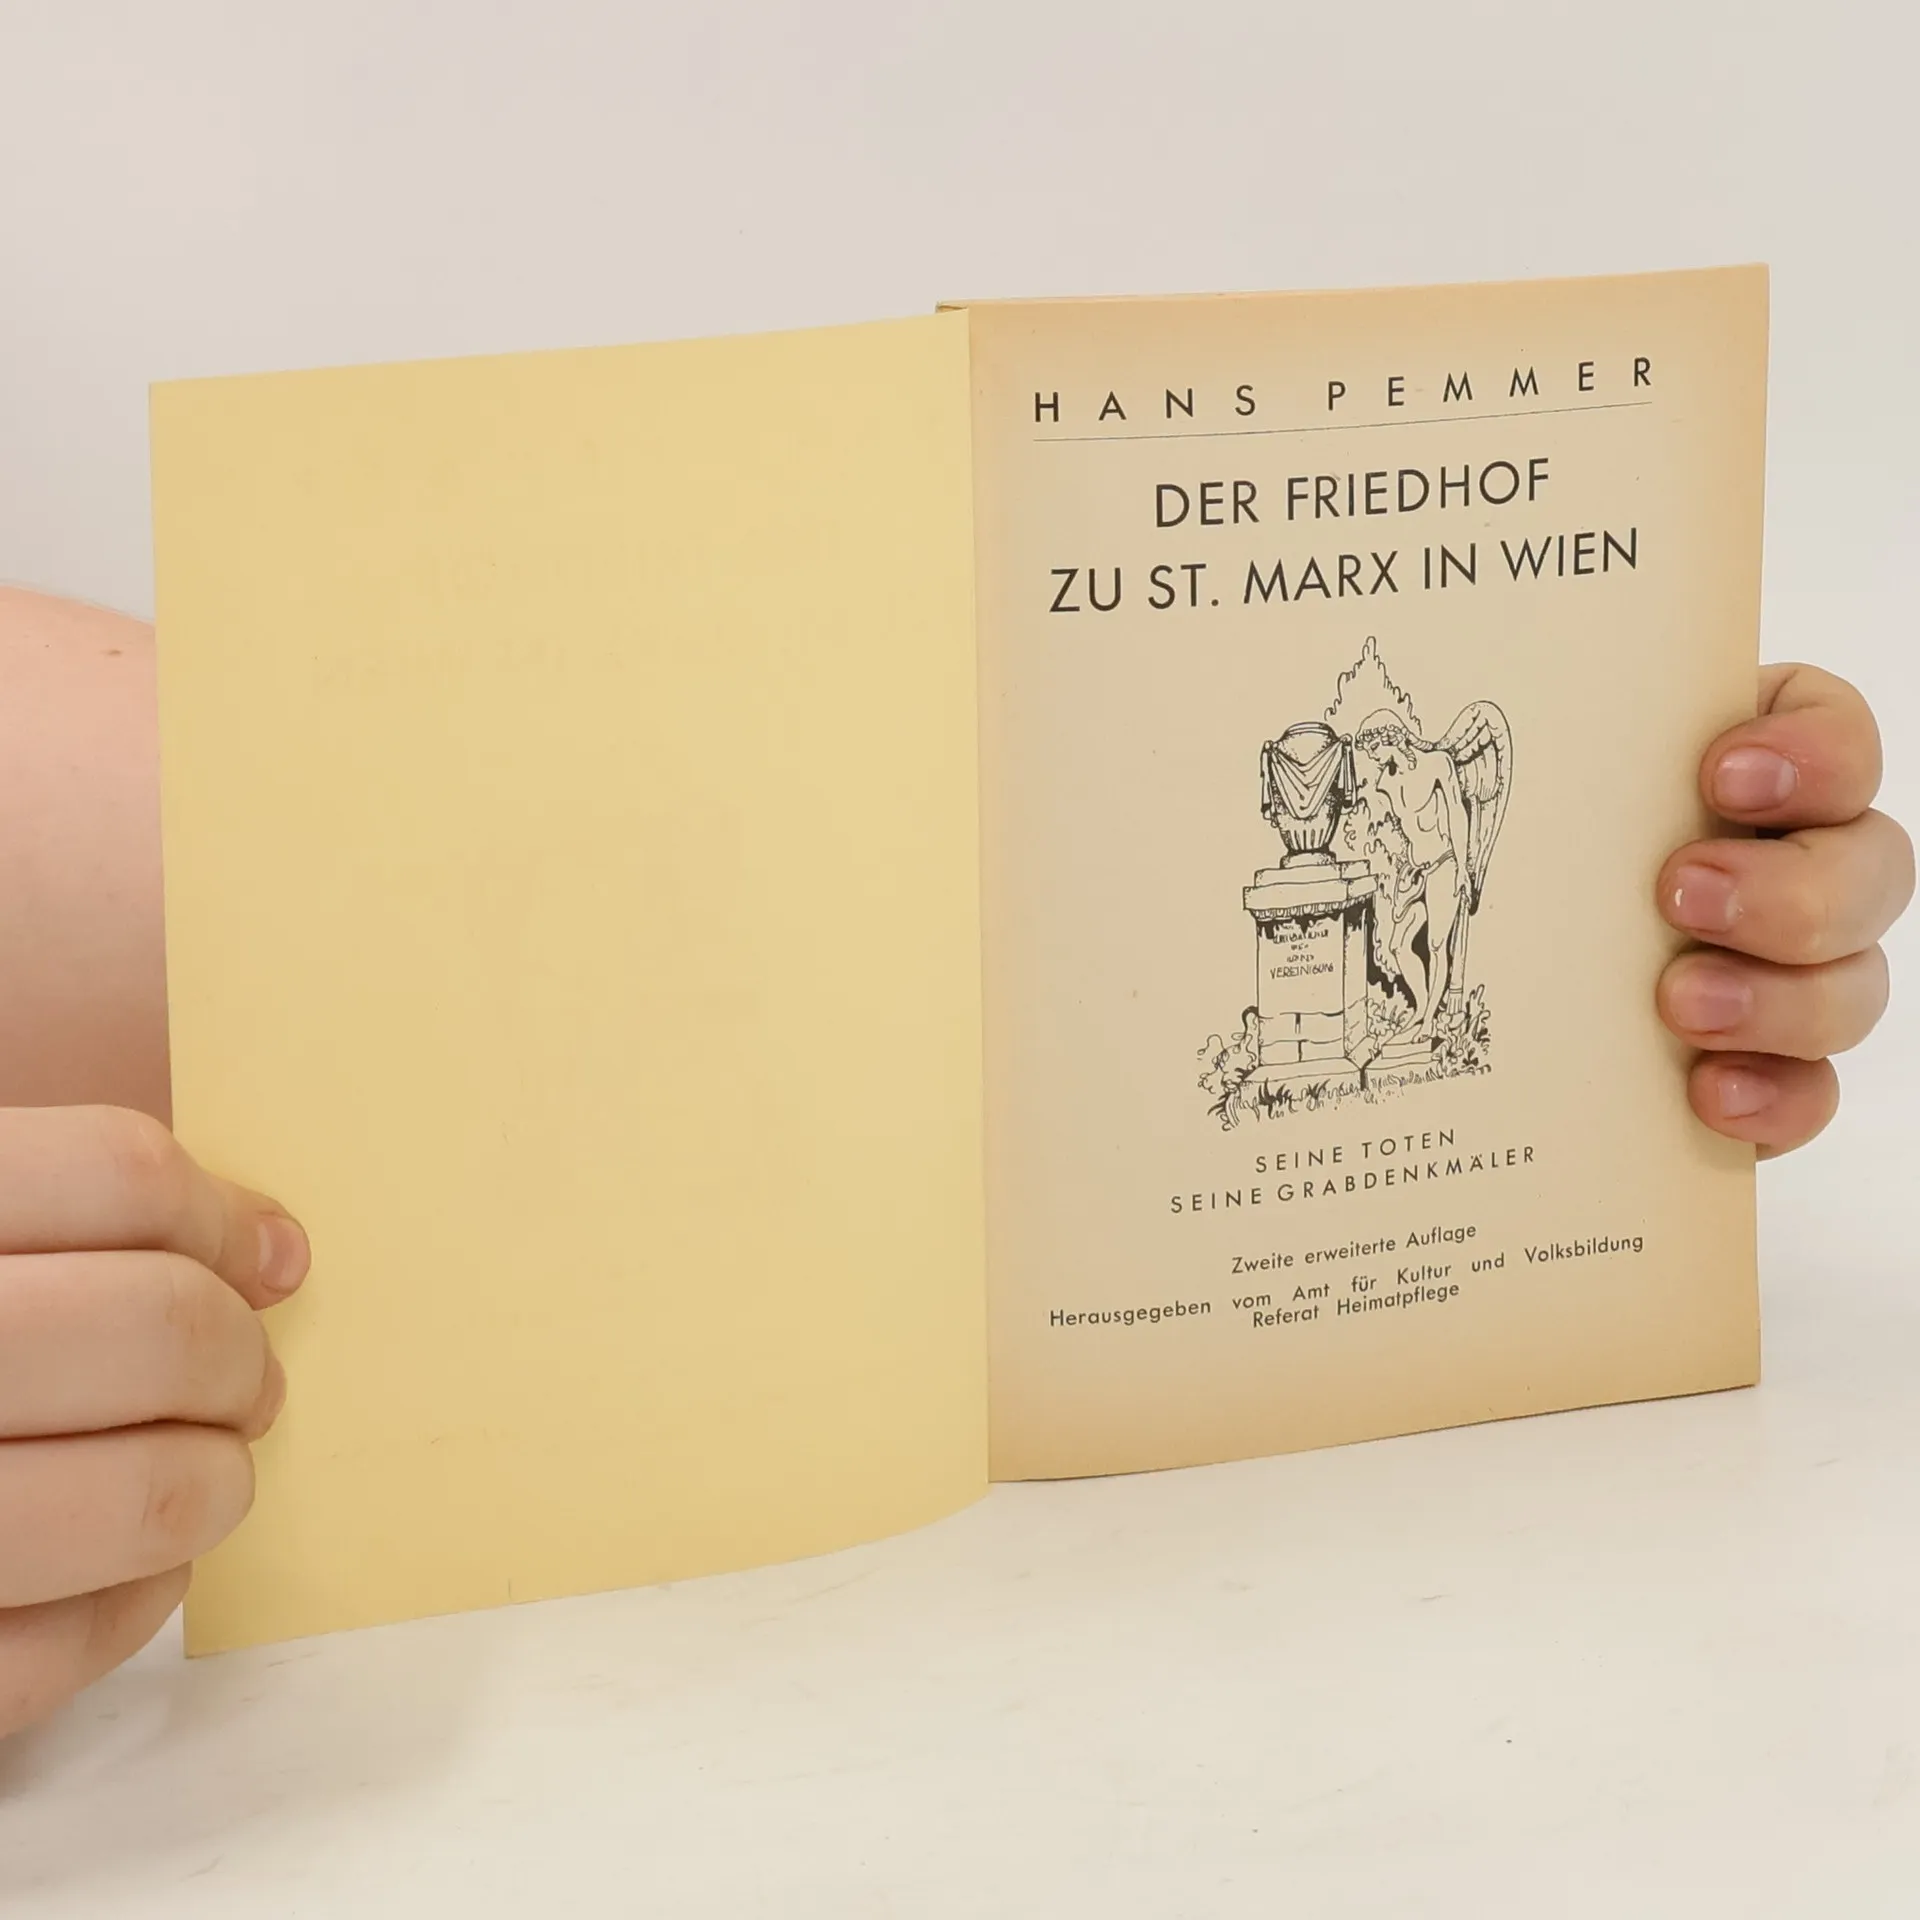 HANS PEMMER
DER FRIEDHOF
ZU ST. MARX IN WIEN
VEREINIGUNG
SEINE TOTEN
SEINE GRABDENKMÄLER
Zweite erweiterte Auflage
Herausgegeben vom Amt für Kultur und Volksbildung
Referat Heimatpflege